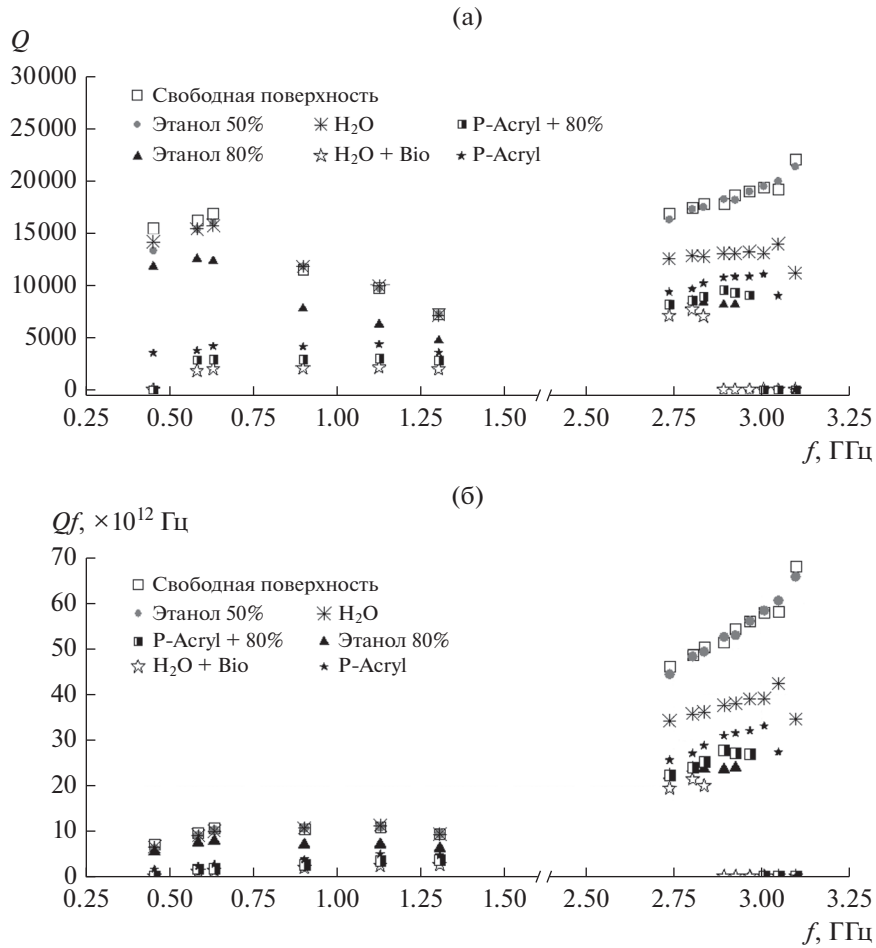 (а)
Q
30000
25000
20000
15000
10000
5000
0
Свободная поверхность
Этанол 50% H₂O P-Acryl + 80%
Этанол 80% H₂O + Bio P-Acryl
0.25 0.50 0.75 1.00 1.25 1.50 2.50 2.75 3.00 3.25
f, ГГц
(б)
Qf, ×10¹² Гц
70
60
50
40
30
20
10
0
Свободная поверхность
Этанол 50% H₂O
P-Acryl + 80% Этанол 80%
H₂O + Bio P-Acryl
0.25 0.50 0.75 1.00 1.25 1.50 2.50 2.75 3.00 3.25
f, ГГц